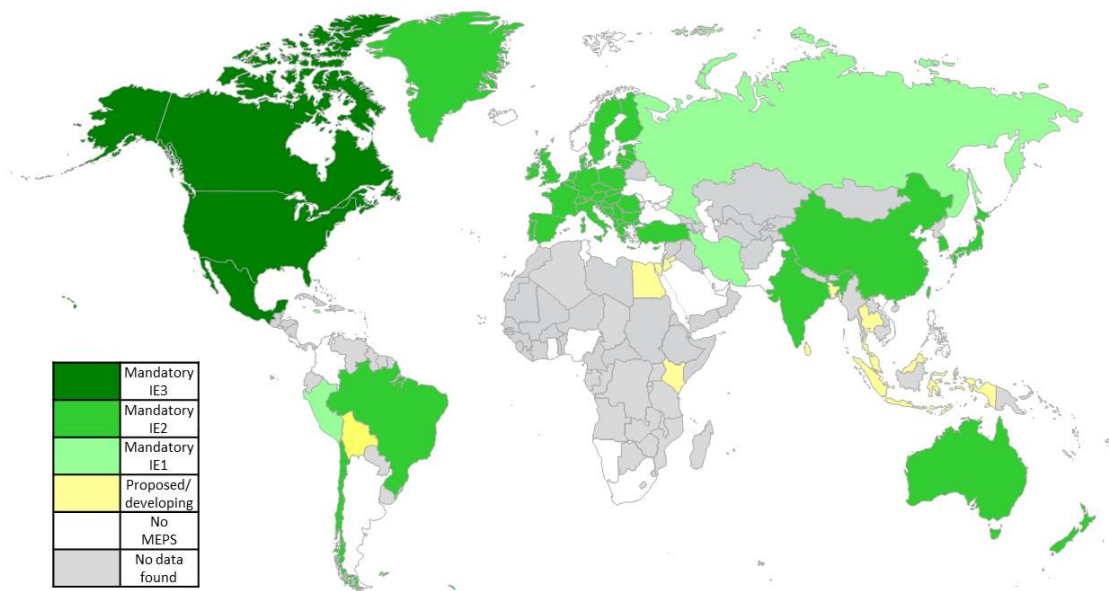 Mandatory
IE3
Mandatory
IE2
Mandatory
IE1
Proposed/
developing
No
MEPS
No data
found